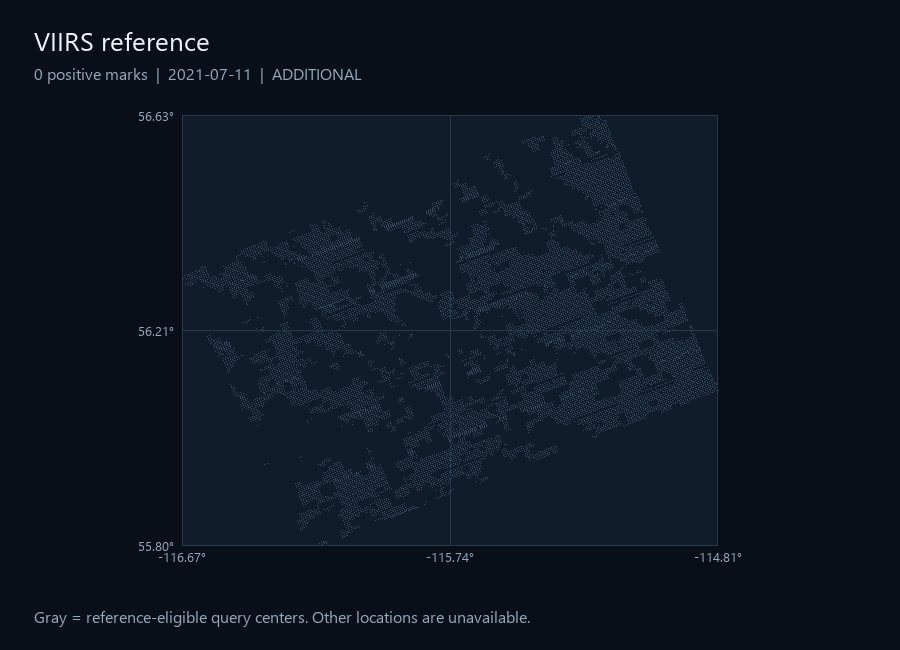 VIIRS reference
0 positive marks | 2021-07-11 | ADDITIONAL
56.63°
56.21°
55.80°
-116.67°
-115.74°
-114.81°
Gray = reference-eligible query centers. Other locations are unavailable.